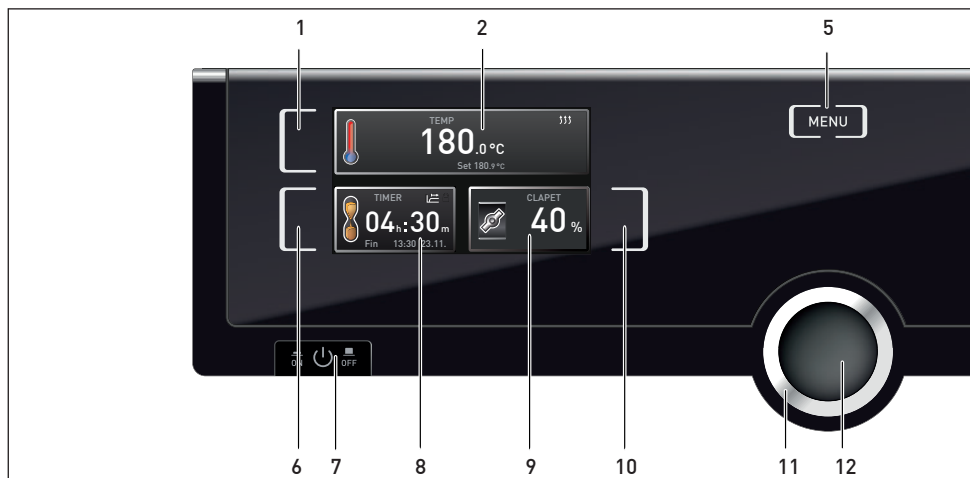 1 2 5
MENU
TEMP
180.0 °C
Set 180.9 °C
TIMER
04h:30m
Fin 13:30 23.11.
CLAPET
40 %
ON OFF
6 7 8 9 10 11 12